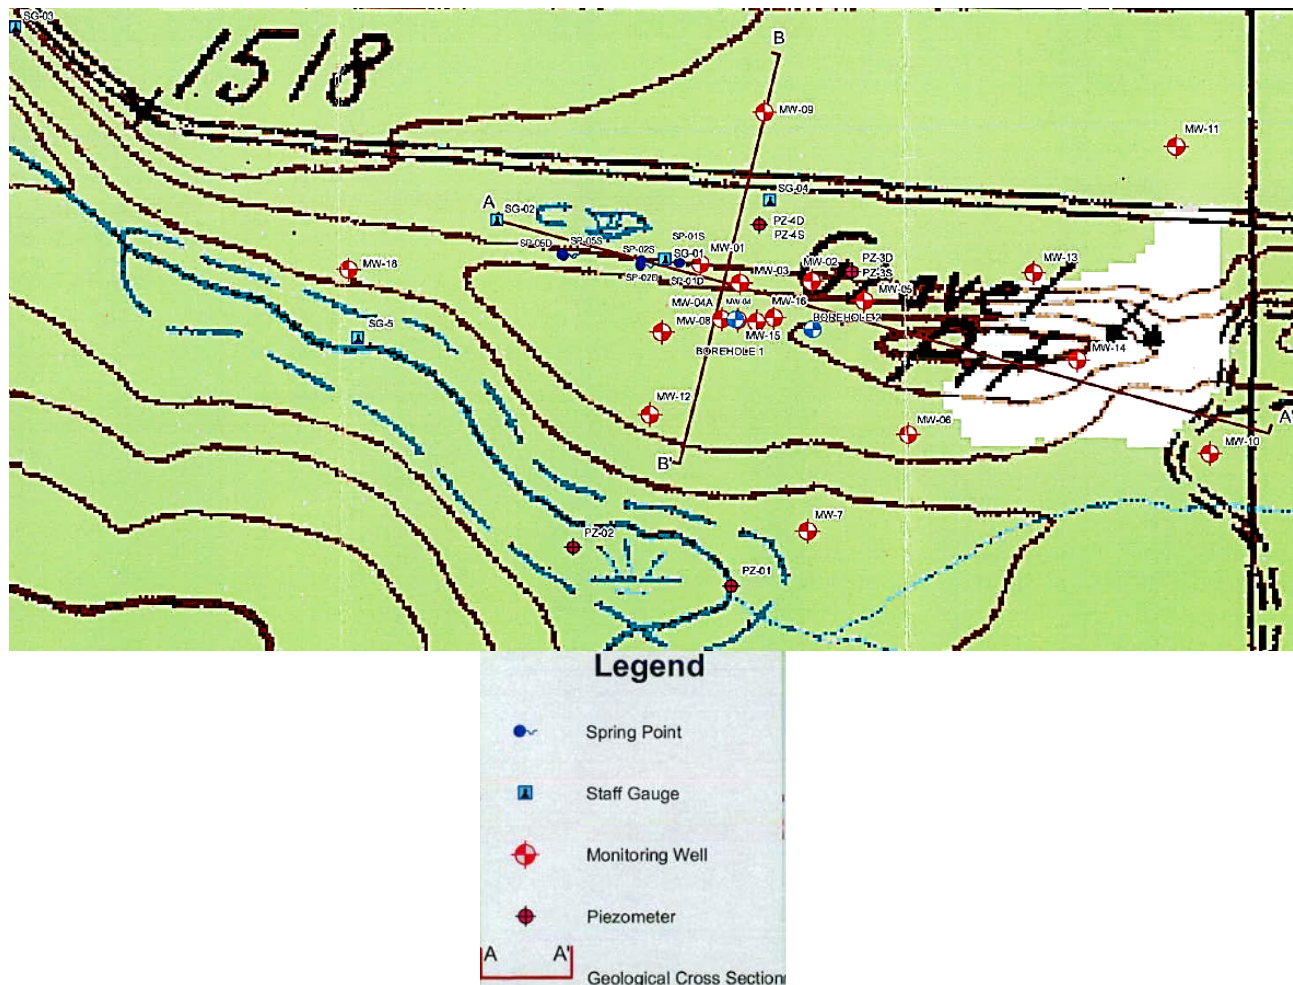 SG-03
1518
B
MW-09
MW-11
SG-04
A
SG-02
PZ-4D
PZ-4S
SP-01S
SP-05D
SP-05S
SP-02S
SG-01
MW-01
MW-18
SP-02D
SP-01D
MW-03
MW-02
PZ-3D
PZ-3S
MW-13
MW-05
Gravel
MW-04A
MW-04
MW-16
MW-08
MW-15
BOREHOLE 2
SG-5
BOREHOLE 1
Pit
MW-14
MW-12
MW-06
A'
MW-10
B'
MW-7
PZ-02
PZ-01
Legend
Spring Point
Staff Gauge
Monitoring Well
Piezometer
A A'
Geological Cross Section